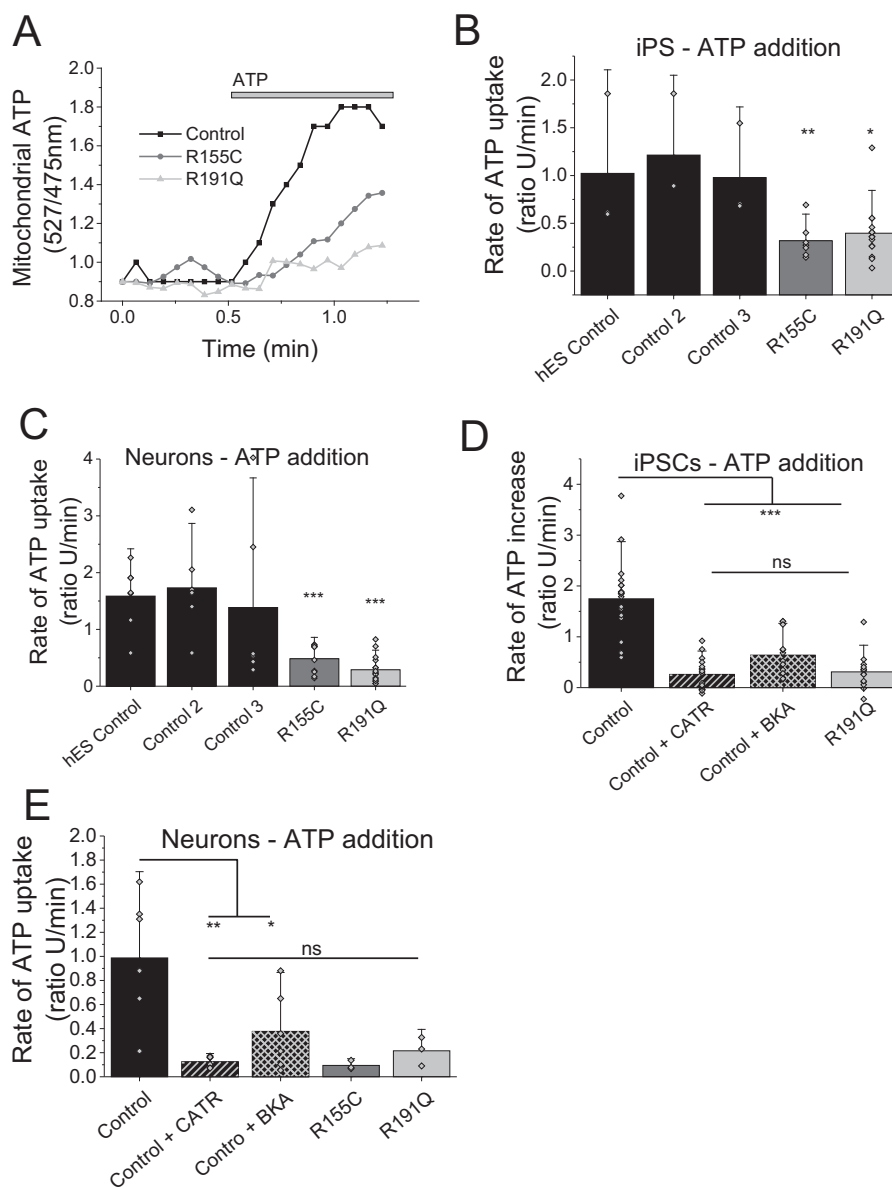 A
Mitochondrial ATP
(527/475nm)
2.0
1.8
1.6
1.4
1.2
1.0
0.8
ATP
Control
R155C
R191Q
0.0
0.5
1.0
Time (min)
B
iPS - ATP addition
Rate of ATP uptake
(ratio U/min)
2.0
1.5
1.0
0.5
0.0
**
*
hES Control
Control 2
Control 3
R155C
R191Q
C
Neurons - ATP addition
Rate of ATP uptake
(ratio U/min)
4
3
2
1
0
***
***
hES Control
Control 2
Control 3
R155C
R191Q
D
iPSCs - ATP addition
Rate of ATP increase
(ratio U/min)
4
3
2
1
0
***
ns
Control
Control + CATR
Control + BKA
R191Q
E
Neurons - ATP addition
Rate of ATP uptake
(ratio U/min)
2.0
1.8
1.6
1.4
1.2
1.0
0.8
0.6
0.4
0.2
0.0
**
*
ns
Control
Control + CATR
Contro + BKA
R155C
R191Q